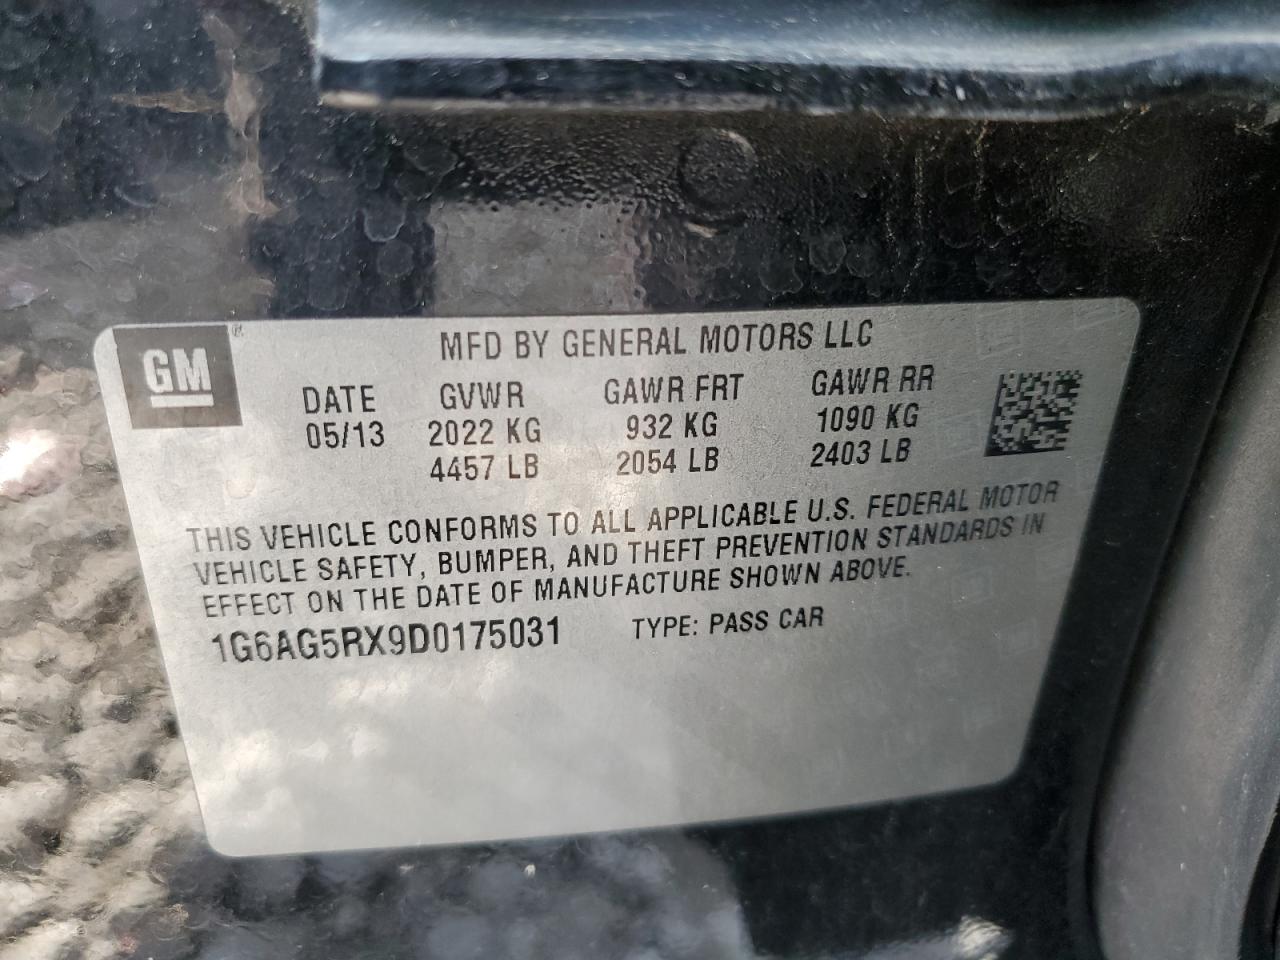 GM
MFD BY GENERAL MOTORS LLC
DATE GVWR GAWR FRT GAWR RR
05/13 2022 KG 932 KG 1090 KG
4457 LB 2054 LB 2403 LB
THIS VEHICLE CONFORMS TO ALL APPLICABLE U.S. FEDERAL MOTOR
VEHICLE SAFETY, BUMPER, AND THEFT PREVENTION STANDARDS IN
EFFECT ON THE DATE OF MANUFACTURE SHOWN ABOVE.
1G6AG5RX9D0175031 TYPE: PASS CAR